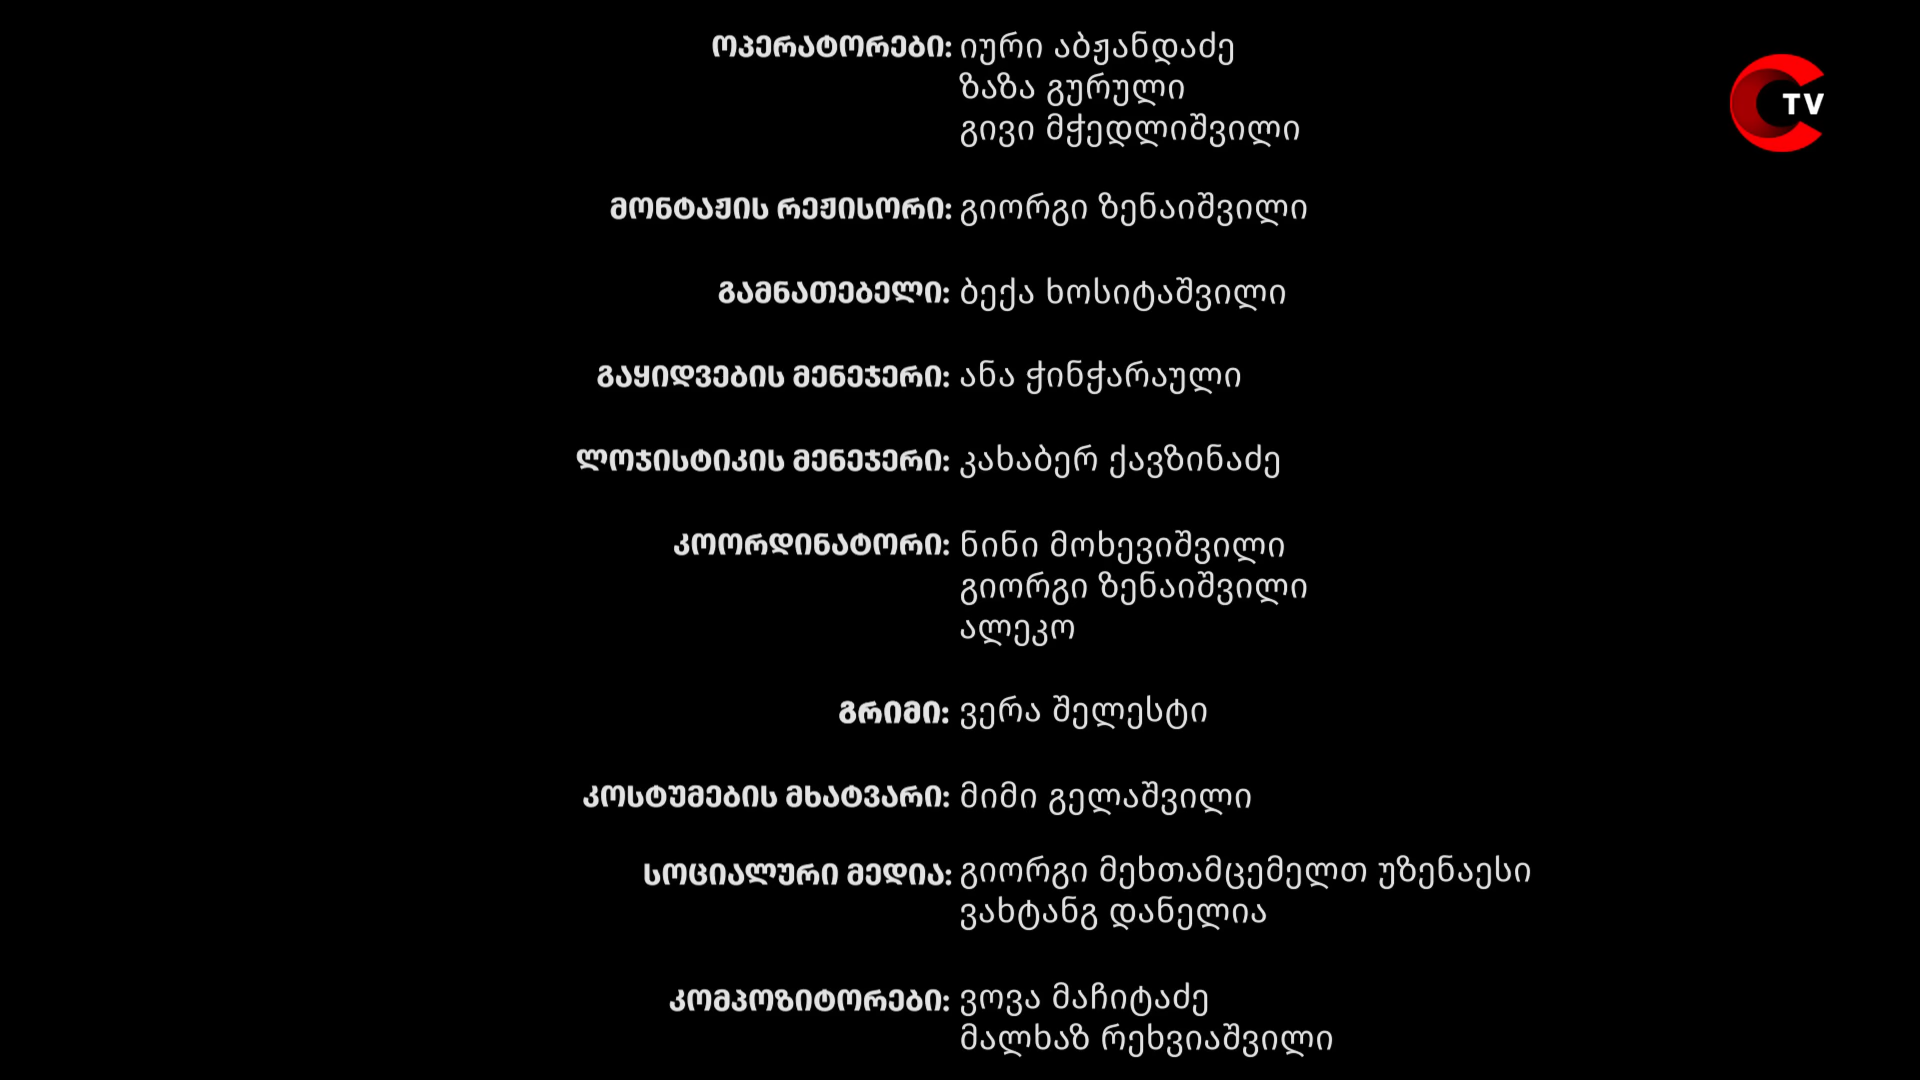 ოპერატორები: იური აბჟანდაძე
ზაზა გურული
გივი მჭედლიშვილი
TV
მონტაჟის რეჟისორი: გიორგი ზენაიშვილი
გამნათებელი: ბექა ხოსიტაშვილი
გაყიდვების მენეჯერი: ანა ჭინჭარაული
ლოჯისტიკის მენეჯერი: კახაბერ ქავზინაძე
კოორდინატორი: ნინი მოხევიშვილი
გიორგი ზენაიშვილი
ალეკო
გრიმი: ვერა შელესტი
კოსტუმების მხატვარი: მიმი გელაშვილი
სოციალური მედია: გიორგი მეხთამცემელთ უზენაესი
ვახტანგ დანელია
კომპოზიტორები: ვოვა მაჩიტაძე
მალხაზ რეხვიაშვილი